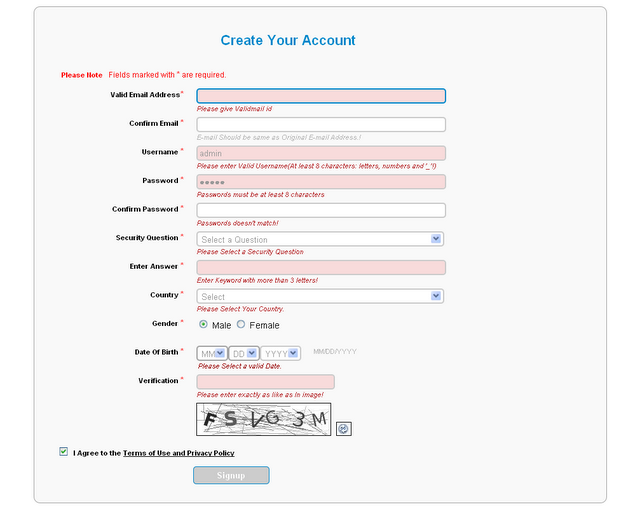 Create Your Account
Please Note Fields marked with * are required.
Valid Email Address*
Please give Validmail id
Confirm Email *
E-mail Should be same as Original E-mail Address.!
Username * admin
Please enter Valid Username(At least 8 characters: letters, numbers and '_'!)
Password * •••••
Passwords must be at least 8 characters
Confirm Password *
Passwords doesn't match!
Security Question * Select a Question
Please Select a Security Question
Enter Answer *
Enter Keyword with more than 3 letters!
Country * Select
Please Select Your Country.
Gender * Male Female
Date Of Birth * MM DD YYYY MM/DD/YYYY
Please Select a valid Date.
Verification *
Please enter exactly as like as in image!
F S V G 3 M
I Agree to the Terms of Use and Privacy Policy
Signup